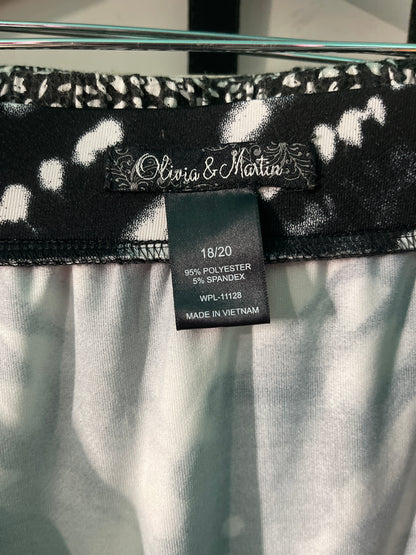 Olivia & Martin
18/20
95% POLYESTER
5% SPANDEX
WPL-11128
MADE IN VIETNAM